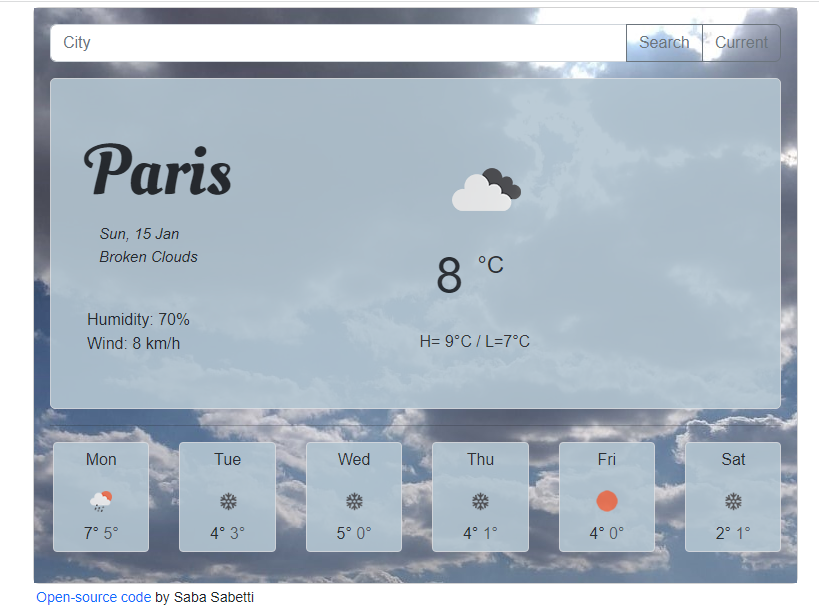 City Search Current
Paris
Sun, 15 Jan
Broken Clouds
8 °C
Humidity: 70%
Wind: 8 km/h
H= 9°C / L=7°C
Mon Tue Wed Thu Fri Sat
7° 5° 4° 3° 5° 0° 4° 1° 4° 0° 2° 1°
Open-source code by Saba Sabetti